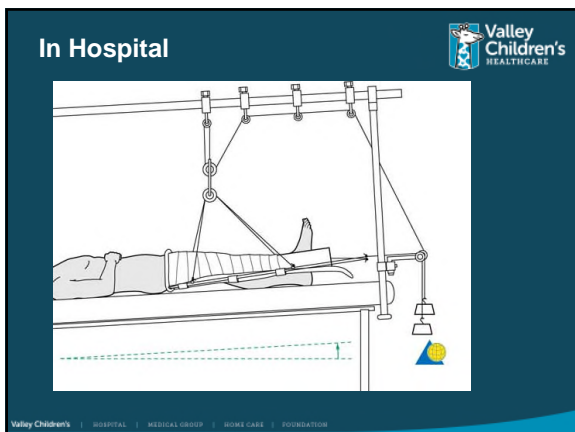 In Hospital
Valley
Children's
HEALTHCARE
Valley Children's | HOSPITAL | MEDICAL GROUP | HOME CARE | FOUNDATION